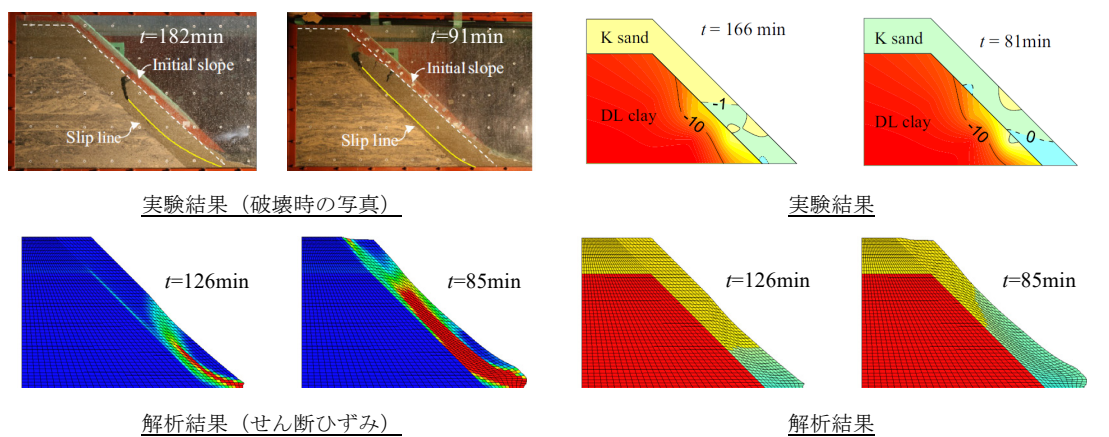 t=182min
Initial slope
Slip line
t=91min
Initial slope
Slip line
実験結果（破壊時の写真）
K sand
t = 166 min
-1
-10
DL clay
K sand
t = 81min
-10
0
DL clay
実験結果
t=126min
t=85min
解析結果（せん断ひずみ）
t=126min
t=85min
解析結果